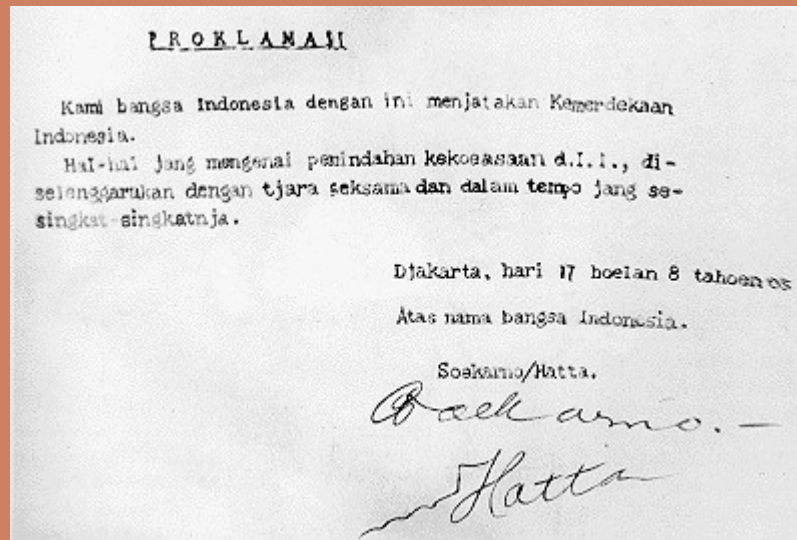 PROKLAMASI
Kami bangsa Indonesia dengan ini menjatakan Kemerdekaan
Indonesia.
Hal-hal jang mengenai pemindahan kekoeasaan d.l.l., di-
selenggarakan dengan tjara seksama dan dalam tempo jang se-
singkat-singkatnja.
Djakarta, hari 17 boelan 8 tahoen 05
Atas nama bangsa Indonesia.
Soekarno/Hatta.
Soekarno.—
Hatta